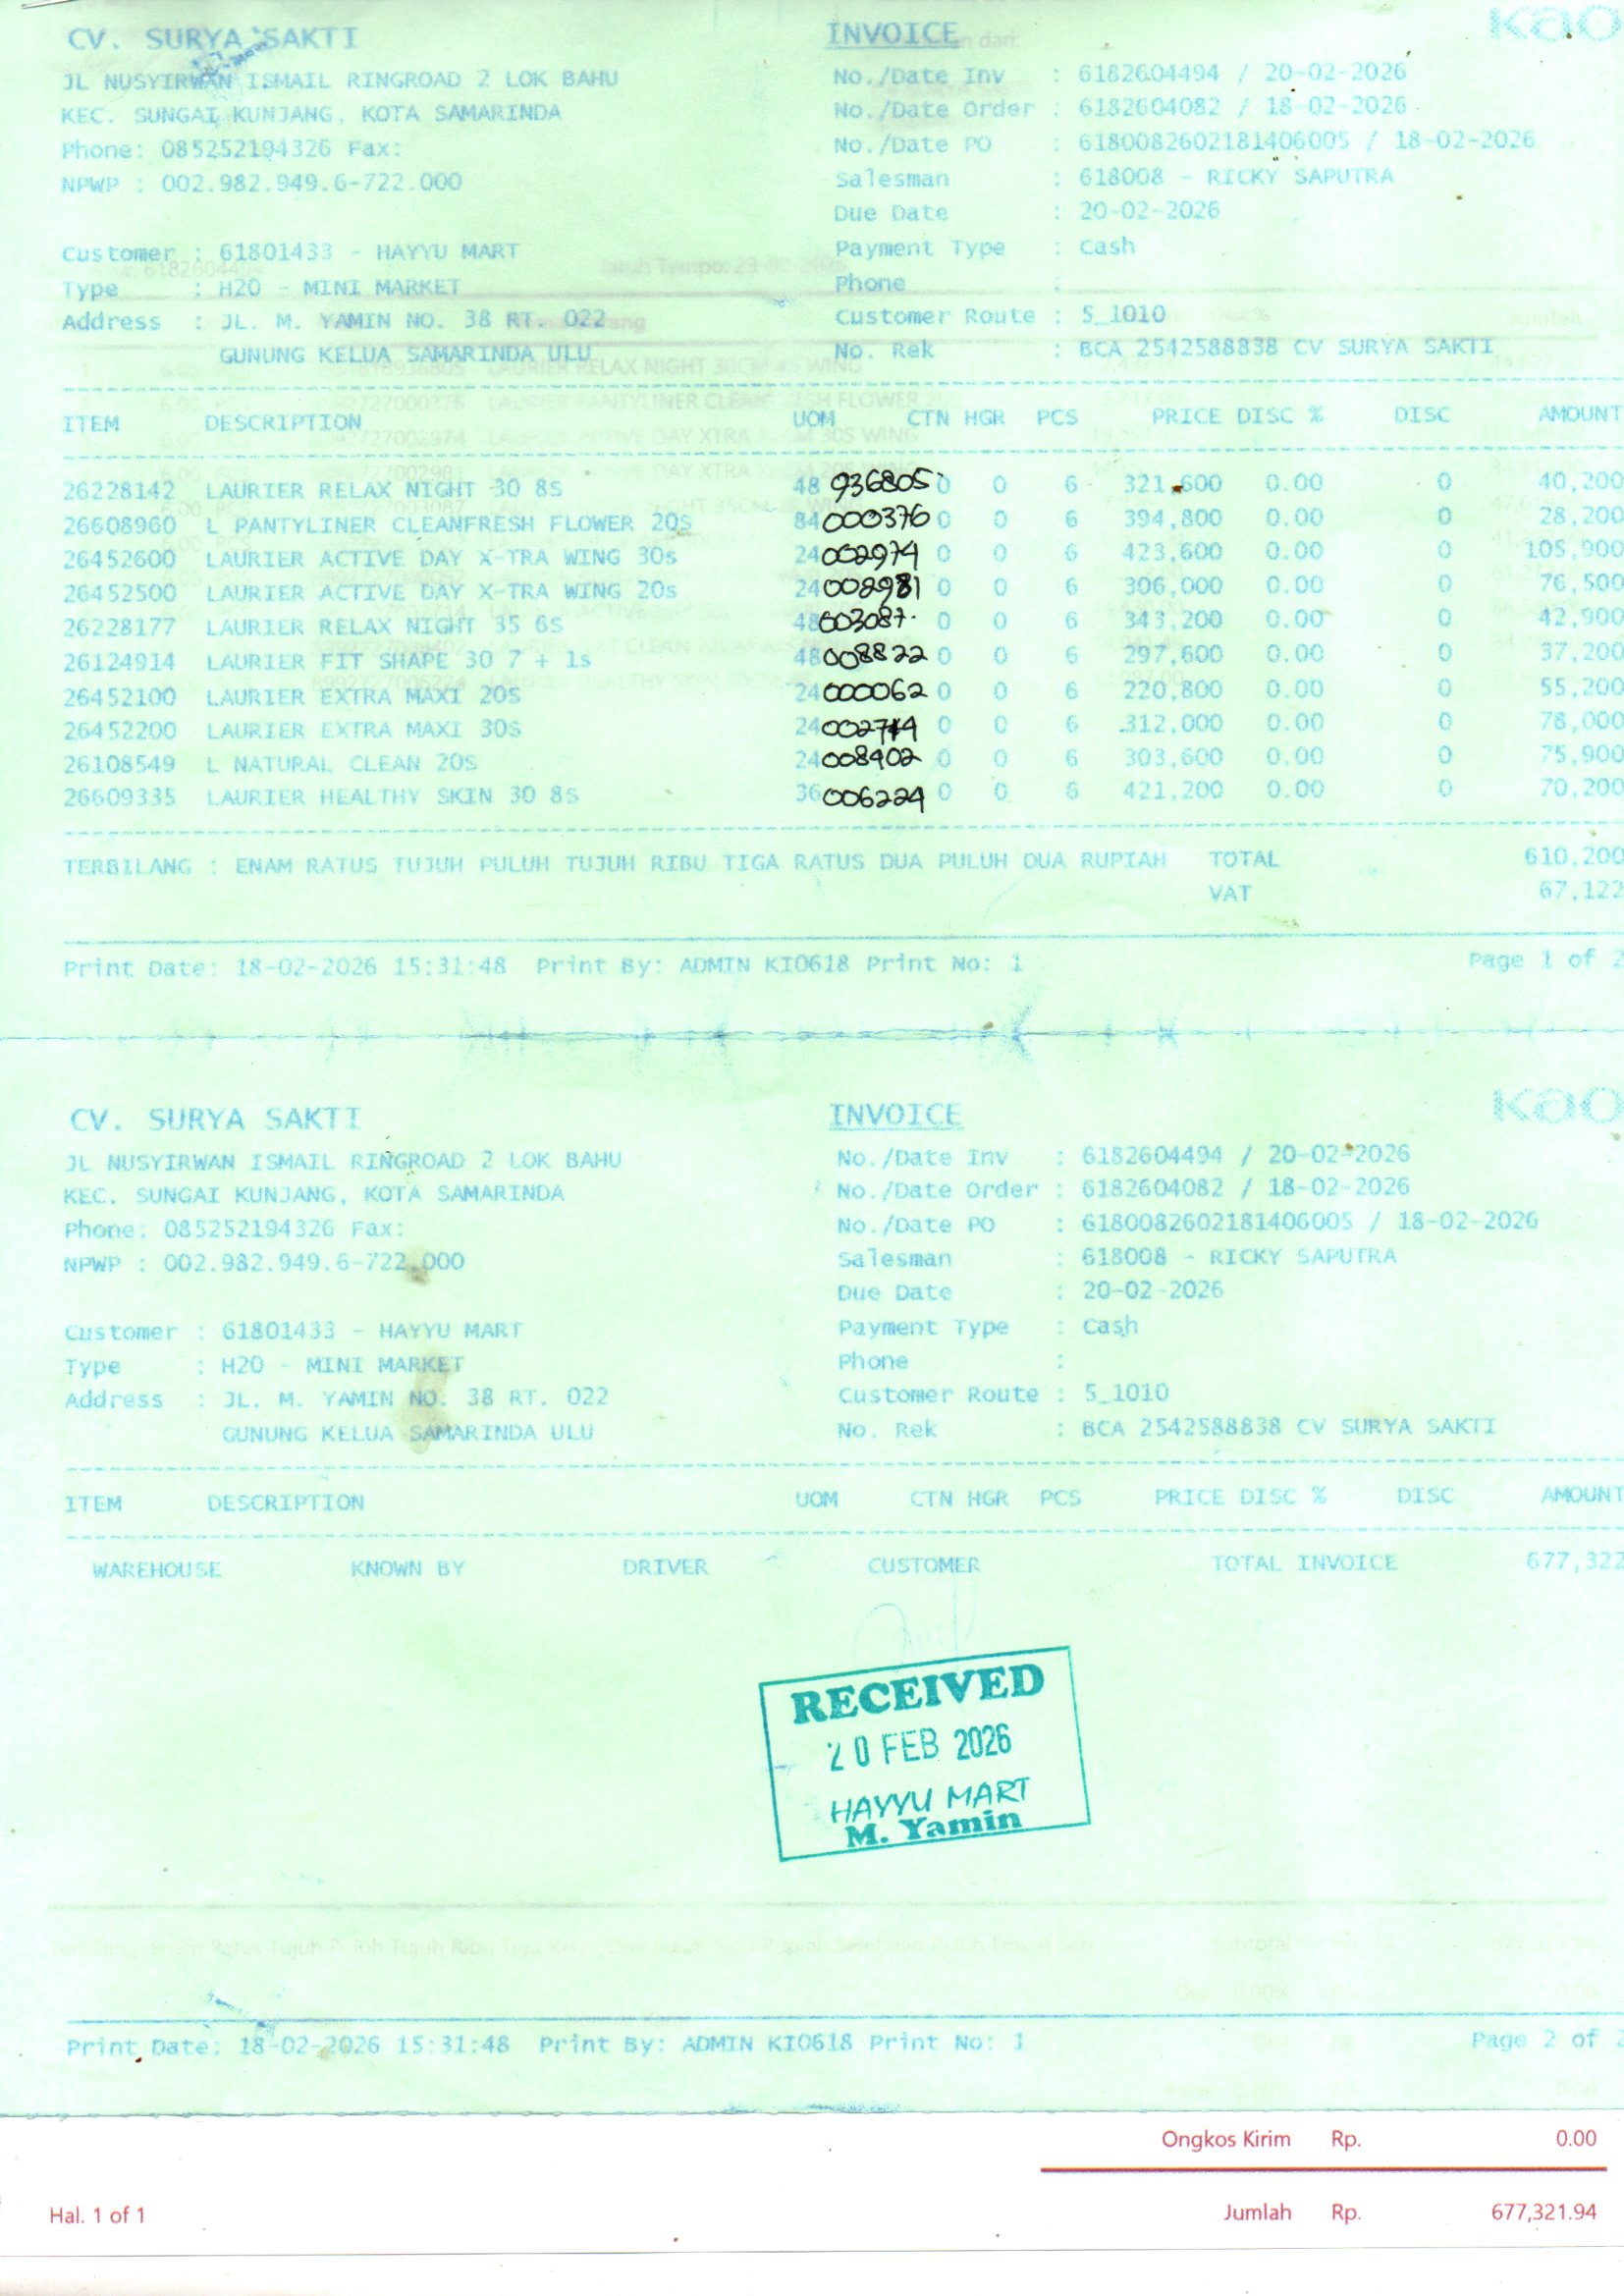 CV. SURYA SAKTI
INVOICE
kao
JL NUSYIRWAN ISMAIL RINGROAD 2 LOK BAHU
No./Date Inv : 6182604494 / 20-02-2026
KEC. SUNGAI KUNJANG, KOTA SAMARINDA
No./Date Order : 6182604082 / 18-02-2026
Phone: 085252194326 Fax:
No./Date PO : 6180082602181406005 / 18-02-2026
NPWP : 002.982.949.6-722.000
Salesman : 618008 - RICKY SAPUTRA
Due Date : 20-02-2026
Customer : 61801433 - HAYYU MART
Payment Type : Cash
Type : H20 - MINI MARKET
Phone :
Address : JL. M. YAMIN NO. 38 RT. 022
Customer Route : 5_1010
GUNUNG KELUA SAMARINDA ULU
No. Rek : BCA 2542588838 CV SURYA SAKTI
ITEM DESCRIPTION UOM CTN HGR PCS PRICE DISC % DISC AMOUNT
26228142 LAURIER RELAX NIGHT 30 8S 48 936805 0 0 6 321,600 0.00 0 40,200
26608960 L PANTYLINER CLEANFRESH FLOWER 20S 84 000376 0 0 6 394,800 0.00 0 28,200
26452600 LAURIER ACTIVE DAY X-TRA WING 30s 24 002974 0 0 6 423,600 0.00 0 105,900
26452500 LAURIER ACTIVE DAY X-TRA WING 20s 24 002981 0 0 6 306,000 0.00 0 76,500
26228177 LAURIER RELAX NIGHT 35 6S 48 003087 0 0 6 343,200 0.00 0 42,900
26124914 LAURIER FIT SHAPE 30 7 + 1s 48 008822 0 0 6 297,600 0.00 0 37,200
26452100 LAURIER EXTRA MAXI 20S 24 000062 0 0 6 220,800 0.00 0 55,200
26452200 LAURIER EXTRA MAXI 30S 24 002714 0 0 6 312,000 0.00 0 78,000
26108549 L NATURAL CLEAN 20S 24 008402 0 0 6 303,600 0.00 0 75,900
26609335 LAURIER HEALTHY SKIN 30 8S 36 006224 0 0 6 421,200 0.00 0 70,200
TERBILANG : ENAM RATUS TUJUH PULUH TUJUH RIBU TIGA RATUS DUA PULUH DUA RUPIAH TOTAL 610,200
VAT 67,122
Print Date: 18-02-2026 15:31:48 Print By: ADMIN KIO618 Print No: 1 Page 1 of 2
CV. SURYA SAKTI
INVOICE
kao
JL NUSYIRWAN ISMAIL RINGROAD 2 LOK BAHU
No./Date Inv : 6182604494 / 20-02-2026
KEC. SUNGAI KUNJANG, KOTA SAMARINDA
No./Date Order : 6182604082 / 18-02-2026
Phone: 085252194326 Fax:
No./Date PO : 6180082602181406005 / 18-02-2026
NPWP : 002.982.949.6-722.000
Salesman : 618008 - RICKY SAPUTRA
Due Date : 20-02-2026
Customer : 61801433 - HAYYU MART
Payment Type : Cash
Type : H20 - MINI MARKET
Phone :
Address : JL. M. YAMIN NO. 38 RT. 022
Customer Route : 5_1010
GUNUNG KELUA SAMARINDA ULU
No. Rek : BCA 2542588838 CV SURYA SAKTI
ITEM DESCRIPTION UOM CTN HGR PCS PRICE DISC % DISC AMOUNT
WAREHOUSE KNOWN BY DRIVER CUSTOMER TOTAL INVOICE 677,322
RECEIVED
20 FEB 2026
HAYYU MART
M. Yamin
Print Date: 18-02-2026 15:31:48 Print By: ADMIN KIO618 Print No: 1 Page 2 of 2
Ongkos Kirim Rp. 0.00
Hal. 1 of 1
Jumlah Rp. 677,321.94